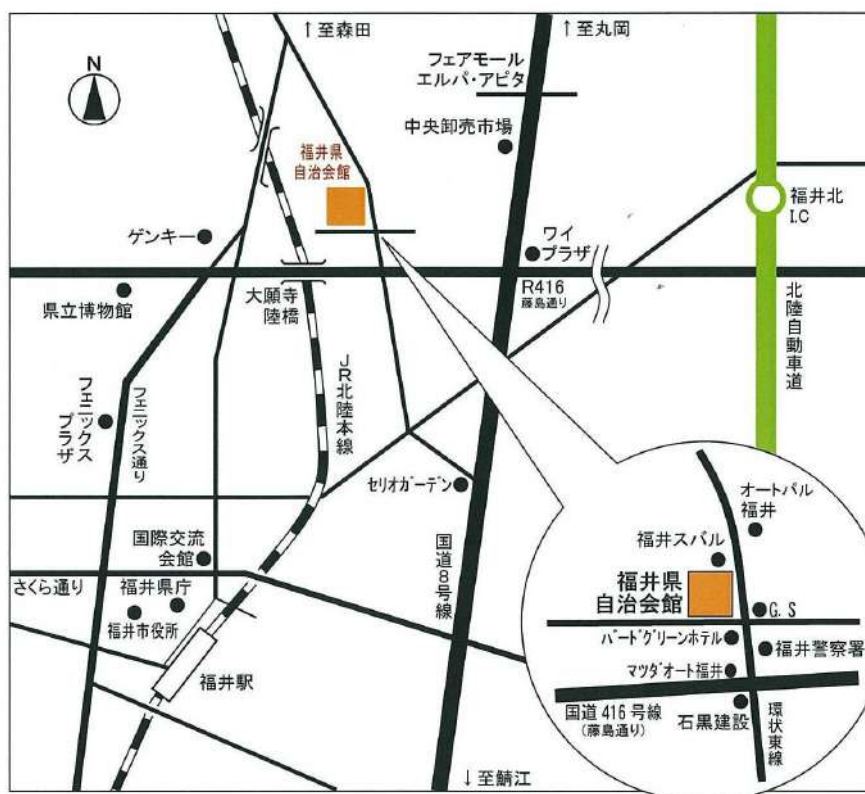 ↑至森田
↑至丸岡
N
フェアモール
エルパ・アピタ
中央卸売市場
福井県
自治会館
福井北
I.C
ゲンキー
ワイ
プラザ
R416
藤島通り
大願寺
陸橋
県立博物館
北陸自動車道
JR北陸本線
フェニックス
プラザ
フェニックス通り
セリオガーデン
国道8号線
オートパル
福井
国際交流
会館
福井スバル
さくら通り
福井県庁
福井県
自治会館
G.S
福井市役所
バードグリーンホテル
福井警察署
マツダオート福井
福井駅
国道416号線
(藤島通り)
石黒建設
環状東線
↓至鯖江